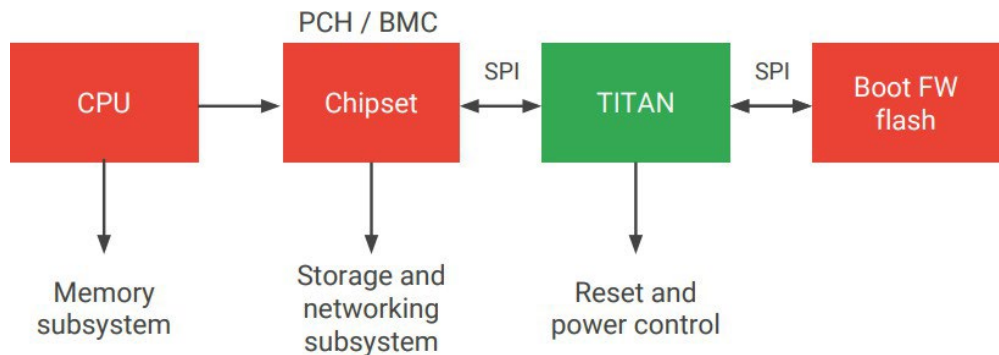 PCH / BMC
CPU
Chipset
SPI
TITAN
SPI
Boot FW
flash
Memory
subsystem
Storage and
networking
subsystem
Reset and
power control